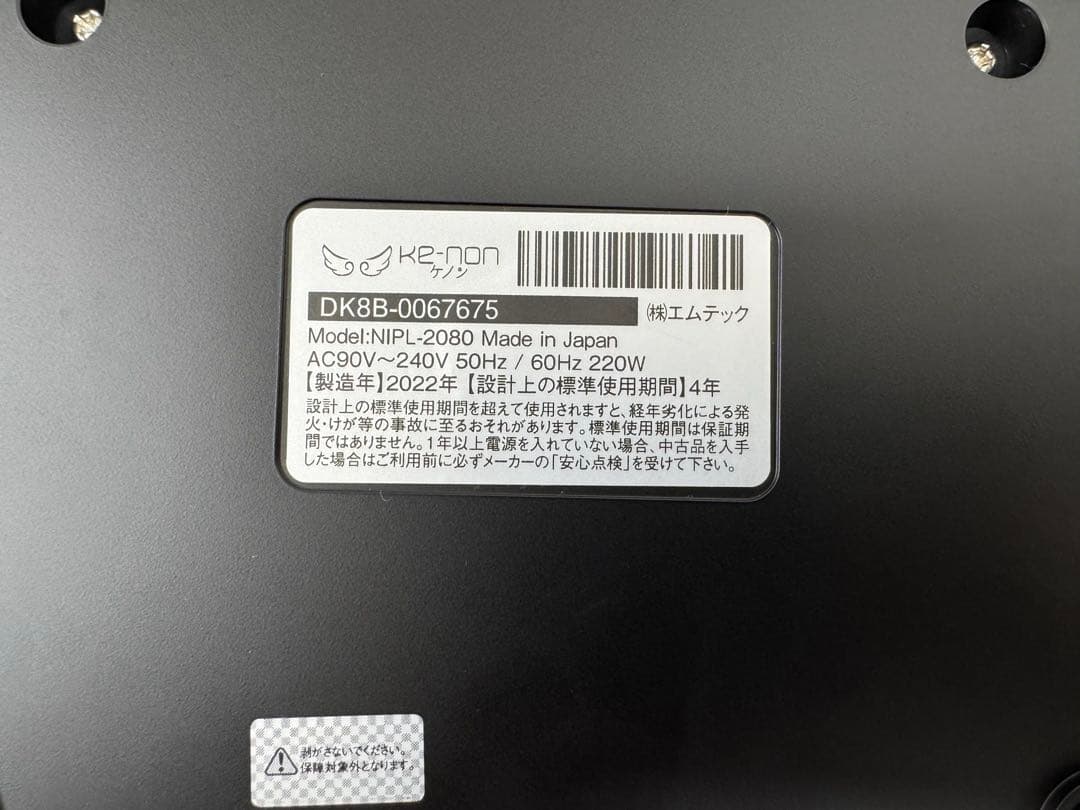 Ke-non
ケノン
DK8B-0067675
㈱エムテック
Model:NIPL-2080 Made in Japan
AC90V～240V 50Hz / 60Hz 220W
【製造年】2022年【設計上の標準使用期間】4年
設計上の標準使用期間を超えて使用されますと、経年劣化による発
火・けが等の事故に至るおそれがあります。標準使用期間は保証期
間ではありません。1年以上電源を入れていない場合、中古品を入手
した場合はご利用前に必ずメーカーの「安心点検」を受けて下さい。
剥がさないでください。
保障対象外となります。